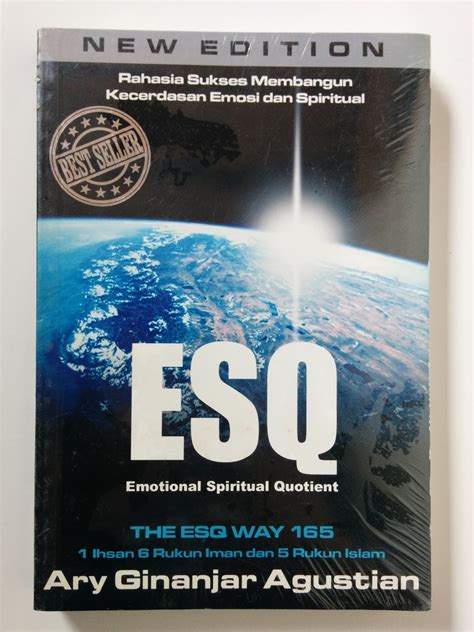 NEW EDITION
Rahasia Sukses Membangun
Kecerdasan Emosi dan Spiritual
BEST SELLER
ESQ
Emotional Spiritual Quotient
THE ESQ WAY 165
1 Ihsan 6 Rukun Iman dan 5 Rukun Islam
Ary Ginanjar Agustian